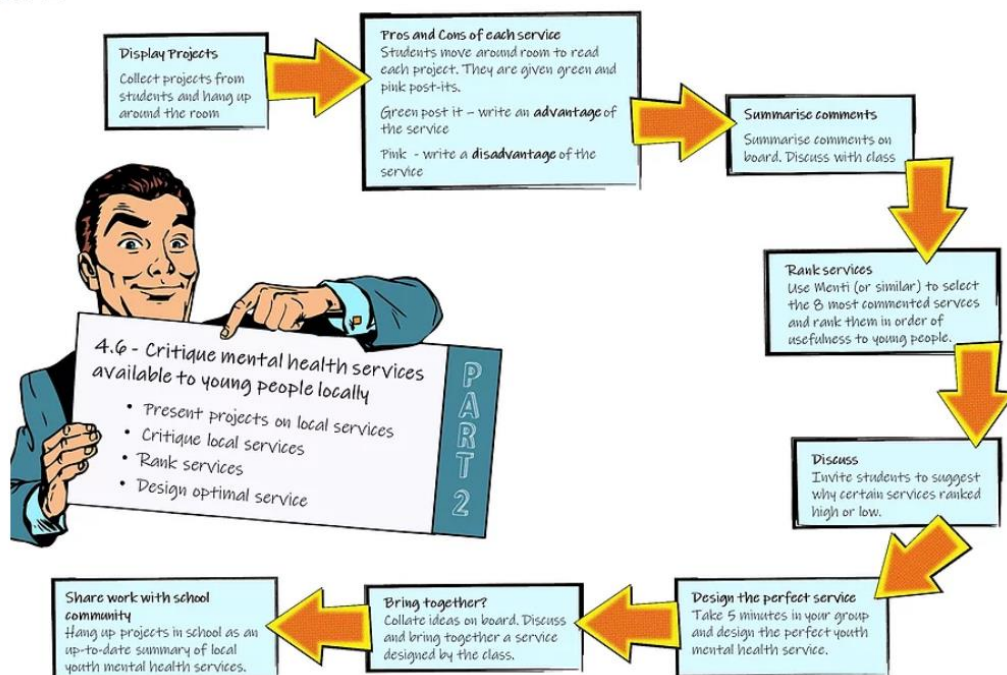 Display Projects
Collect projects from
students and hang up
around the room
Pros and Cons of each service
Students move around room to read
each project. They are given green and
pink post-its.
Green post it – write an advantage of
the service
Pink - write a disadvantage of the
service
Summarise comments
Summarise comments on
board. Discuss with class
Rank services
Use Menti (or similar) to select
the 8 most commented servces
and rank them in order of
usefulness to young people.
Discuss
Invite students to suggest
why certain services ranked
high or low.
Design the perfect service
Take 5 minutes in your group
and design the perfect youth
mental health service.
Bring together?
Collate ideas on board. Discuss
and bring together a service
designed by the class.
Share work with school
community
Hang up projects in school as an
up-to-date summary of local
youth mental health services.
4.6 - Critique mental health services
available to young people locally
• Present projects on local services
• Critique local services
• Rank services
• Design optimal service
PART 2